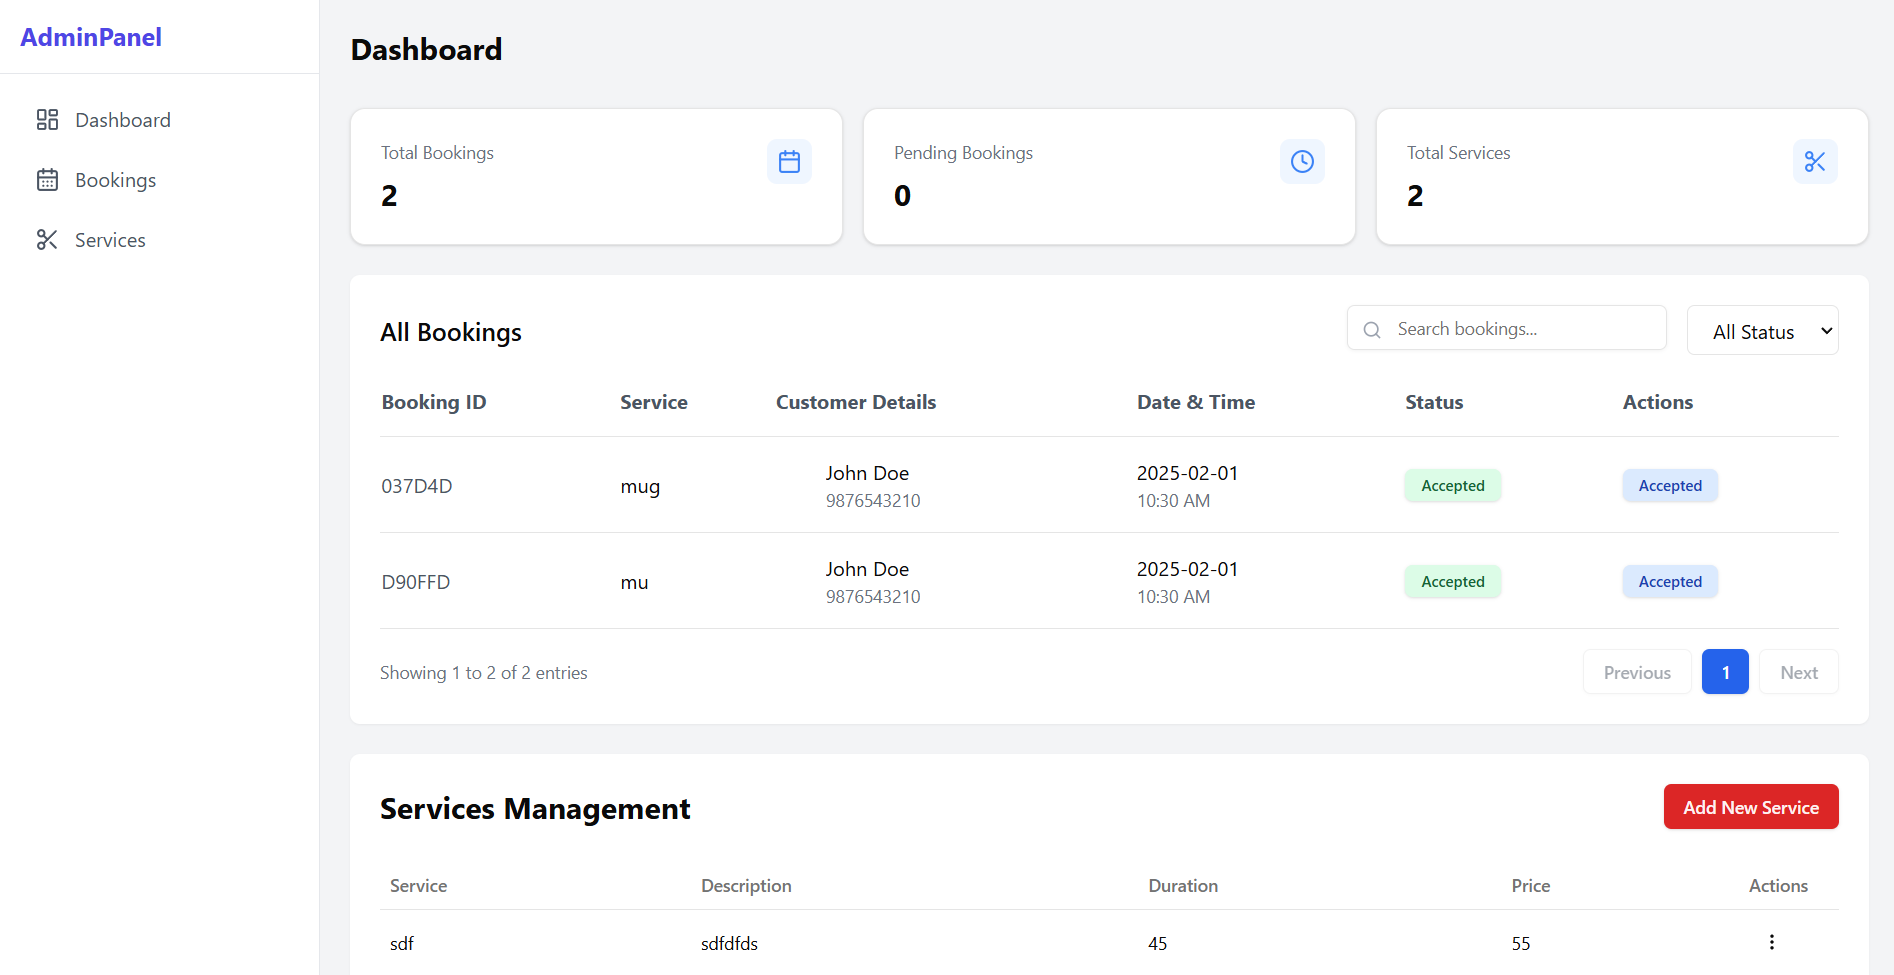 AdminPanel
Dashboard
Bookings
Services
Dashboard
Total Bookings
2
Pending Bookings
0
Total Services
2
All Bookings
Search bookings...
All Status
Booking ID Service Customer Details Date & Time Status Actions
037D4D mug John Doe 2025-02-01 Accepted Accepted
9876543210 10:30 AM
D90FFD mu John Doe 2025-02-01 Accepted Accepted
9876543210 10:30 AM
Showing 1 to 2 of 2 entries
Previous 1 Next
Services Management
Add New Service
Service Description Duration Price Actions
sdf sdfdfds 45 55